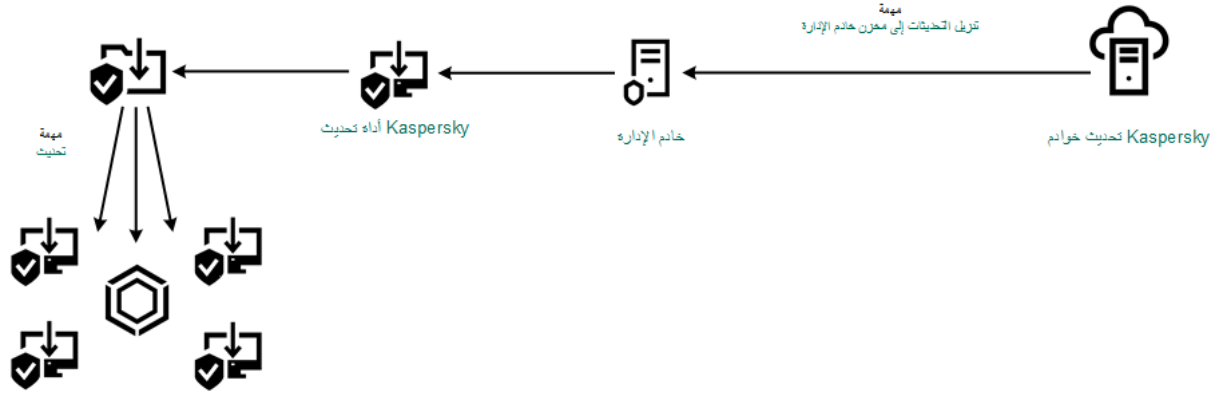 مهمة
تنزيل التحديثات إلى مخزن خادم الإدارة
Kaspersky تحديث خوادم
خادم الإدارة
Kaspersky أداة تحديث
مهمة
تحديث